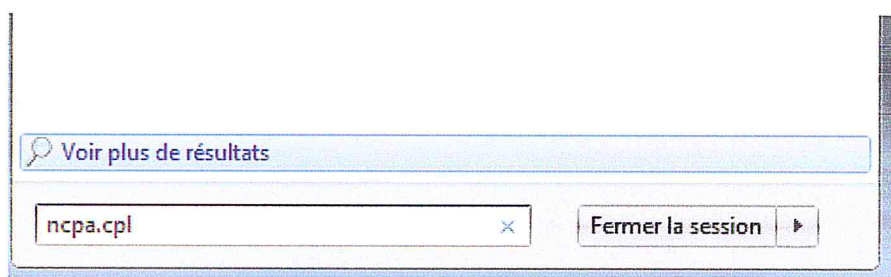 Voir plus de résultats
ncpa.cpl
Fermer la session